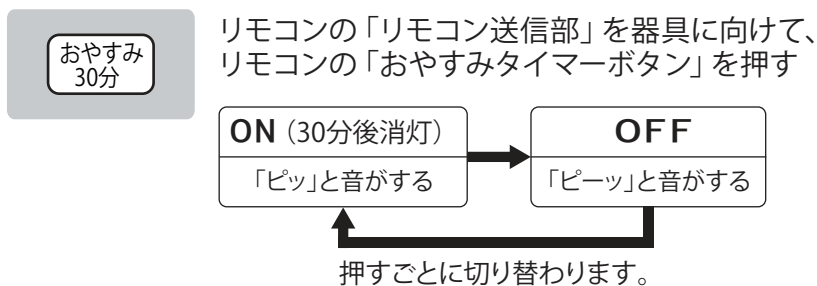 おやすみ
30分
リモコンの「リモコン送信部」を器具に向けて、
リモコンの「おやすみタイマーボタン」を押す
ON（30分後消灯）
「ピッ」と音がする
OFF
「ピーッ」と音がする
押すごとに切り替わります。